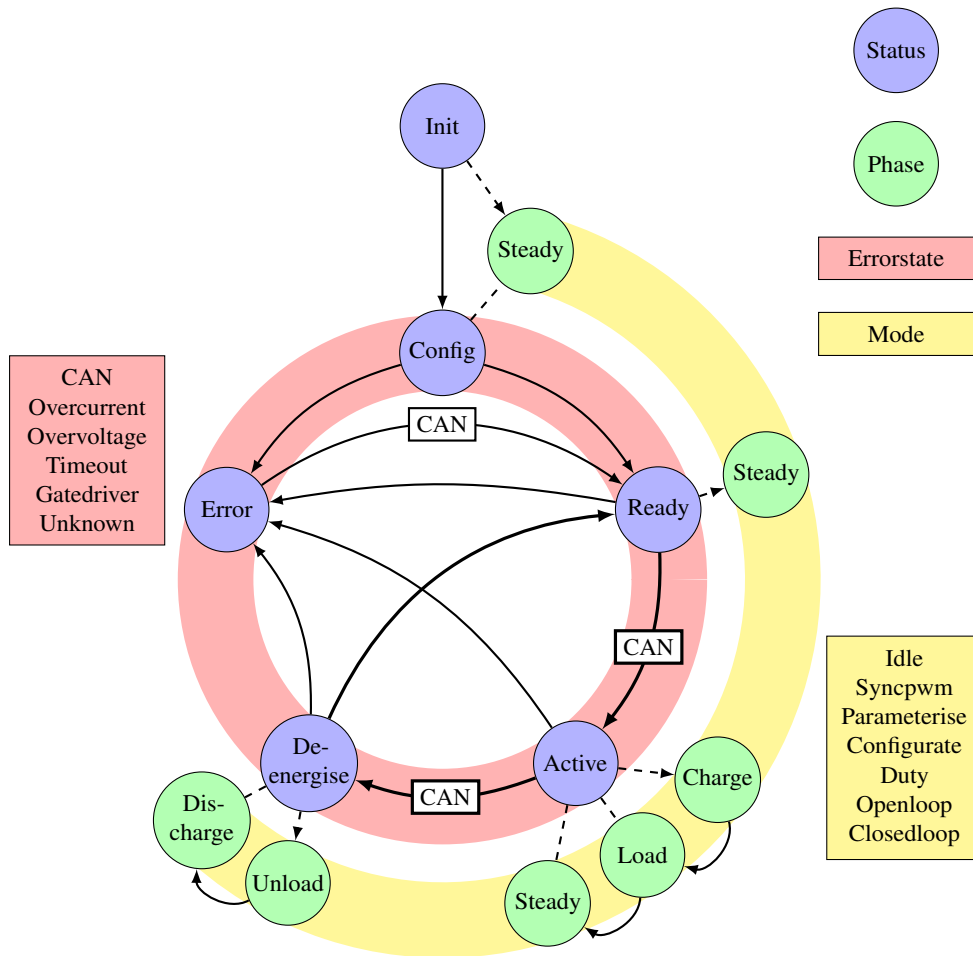 Status
Init
Phase
Steady
Errorstate
Mode
Config
CAN
Overcurrent
Overvoltage
Timeout
Gatedriver
Unknown
CAN
Steady
Error
Ready
CAN
Idle
Syncpwm
Parameterise
Configurate
Duty
Openloop
Closedloop
De-
energise
Active
Charge
CAN
Dis-
charge
Load
Unload
Steady